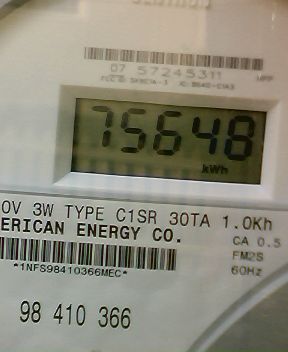 07 57245311
75648
kWh
0V 3W TYPE C1SR 30TA 1.0Kh
ERICAN ENERGY CO.
CA 0.5
FM2S
60Hz
*1NFS98410366MEC*
98 410 366